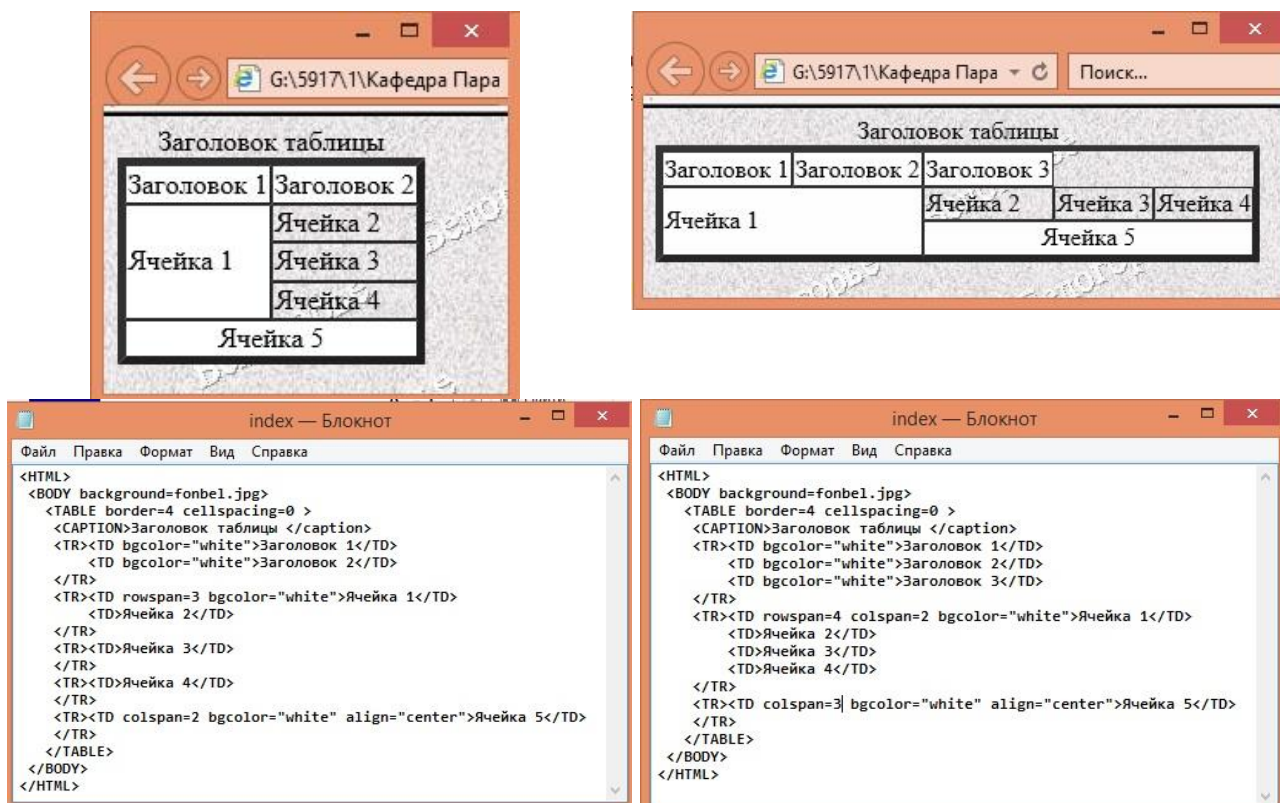 G:\5917\1\Кафедра Пара
Заголовок таблицы
Заголовок 1 Заголовок 2
Ячейка 1
Ячейка 2
Ячейка 3
Ячейка 4
Ячейка 5
G:\5917\1\Кафедра Пара Поиск...
Заголовок таблицы
Заголовок 1 Заголовок 2 Заголовок 3
Ячейка 1
Ячейка 2 Ячейка 3 Ячейка 4
Ячейка 5
index — Блокнот
Файл Правка Формат Вид Справка
<HTML>
<BODY background=fonbel.jpg>
<TABLE border=4 cellspacing=0 >
<CAPTION>Заголовок таблицы </caption>
<TR><TD bgcolor="white">Заголовок 1</TD>
<TD bgcolor="white">Заголовок 2</TD>
</TR>
<TR><TD rowspan=3 bgcolor="white">Ячейка 1</TD>
<TD>Ячейка 2</TD>
</TR>
<TR><TD>Ячейка 3</TD>
</TR>
<TR><TD>Ячейка 4</TD>
</TR>
<TR><TD colspan=2 bgcolor="white" align="center">Ячейка 5</TD>
</TR>
</TABLE>
</BODY>
</HTML>
index — Блокнот
Файл Правка Формат Вид Справка
<HTML>
<BODY background=fonbel.jpg>
<TABLE border=4 cellspacing=0 >
<CAPTION>Заголовок таблицы </caption>
<TR><TD bgcolor="white">Заголовок 1</TD>
<TD bgcolor="white">Заголовок 2</TD>
<TD bgcolor="white">Заголовок 3</TD>
</TR>
<TR><TD rowspan=4 colspan=2 bgcolor="white">Ячейка 1</TD>
<TD>Ячейка 2</TD>
<TD>Ячейка 3</TD>
<TD>Ячейка 4</TD>
</TR>
<TR><TD colspan=3 bgcolor="white" align="center">Ячейка 5</TD>
</TR>
</TABLE>
</BODY>
</HTML>